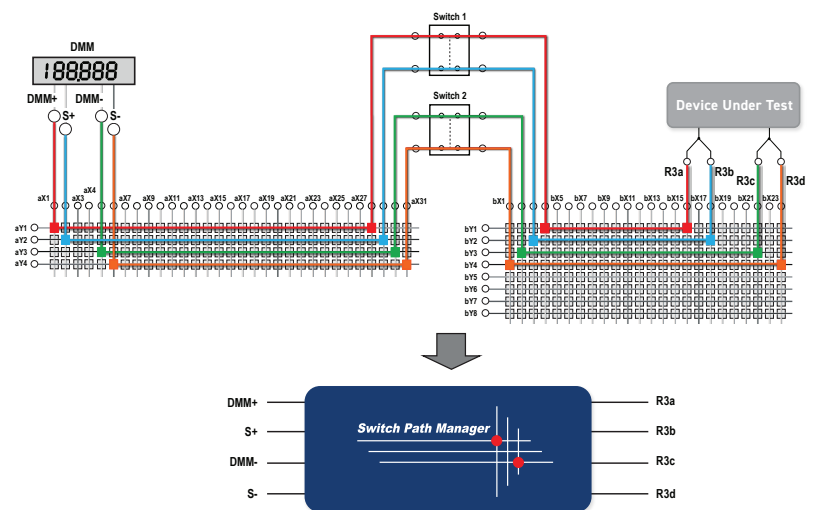 Switch 1
DMM
188.888
Switch 2
DMM+ DMM-
S+ S-
Device Under Test
R3a R3b R3c R3d
aX1 aX3 aX4 aX7 aX9 aX11 aX13 aX15 aX17 aX19 aX21 aX23 aX25 aX27 aX31
bX1 bX5 bX7 bX9 bX11 bX13 bX15 bX17 bX19 bX21 bX23
aY1
aY2
aY3
aY4
bY1
bY2
bY3
bY4
bY5
bY6
bY7
bY8
DMM+ R3a
Switch Path Manager
S+ R3b
DMM- R3c
S- R3d